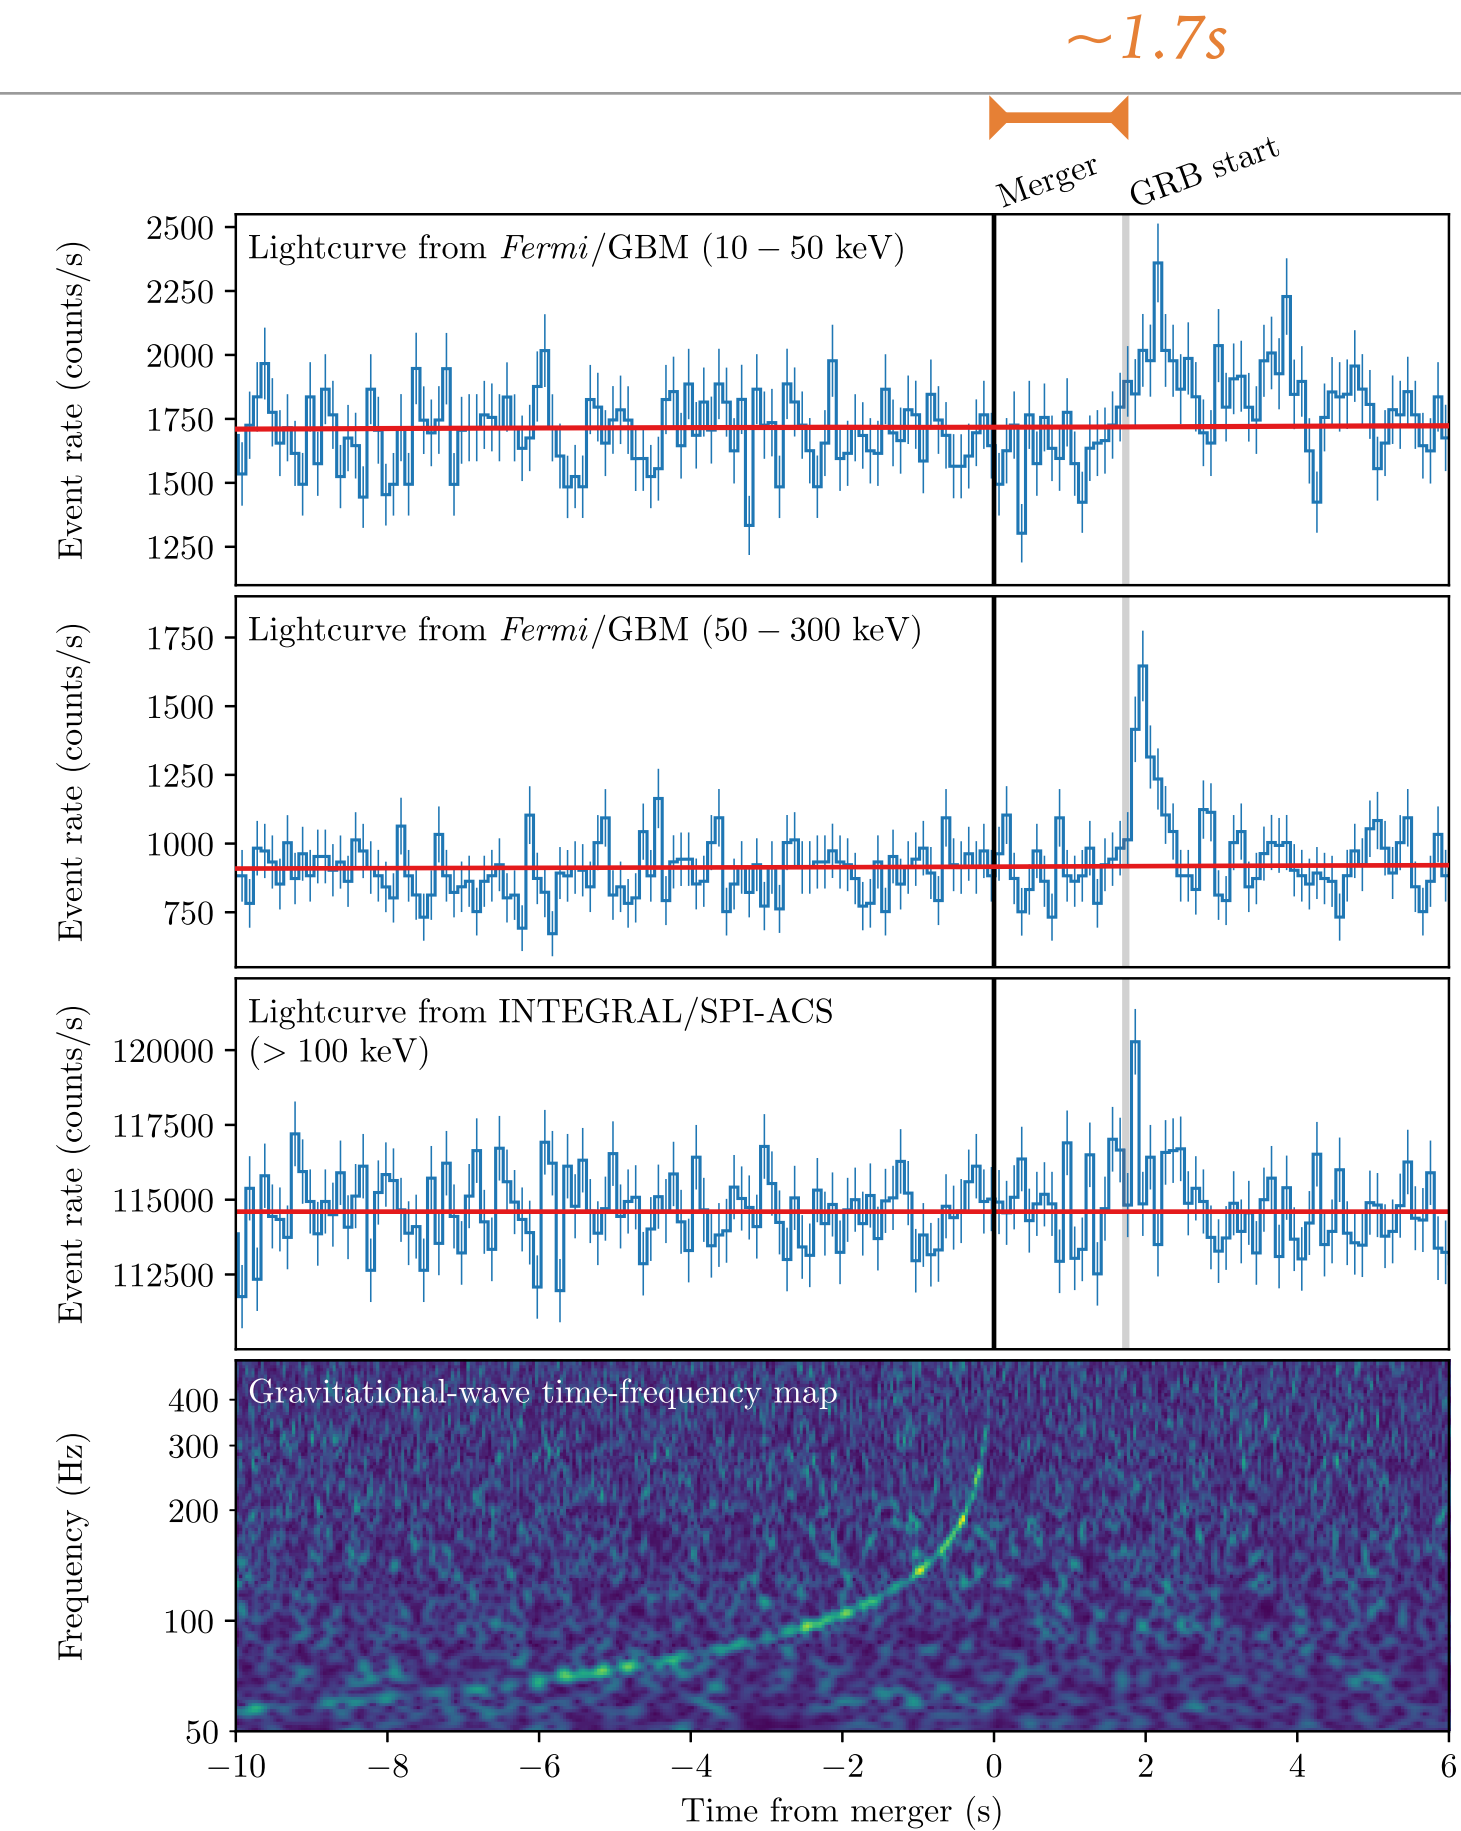 ~1.7s
Merger
GRB start
Lightcurve from Fermi/GBM (10 − 50 keV)
Event rate (counts/s)
2500
2250
2000
1750
1500
1250
Lightcurve from Fermi/GBM (50 − 300 keV)
Event rate (counts/s)
1750
1500
1250
1000
750
Lightcurve from INTEGRAL/SPI-ACS
(> 100 keV)
Event rate (counts/s)
120000
117500
115000
112500
Gravitational-wave time-frequency map
Frequency (Hz)
400
300
200
100
50
−10 −8 −6 −4 −2 0 2 4 6
Time from merger (s)